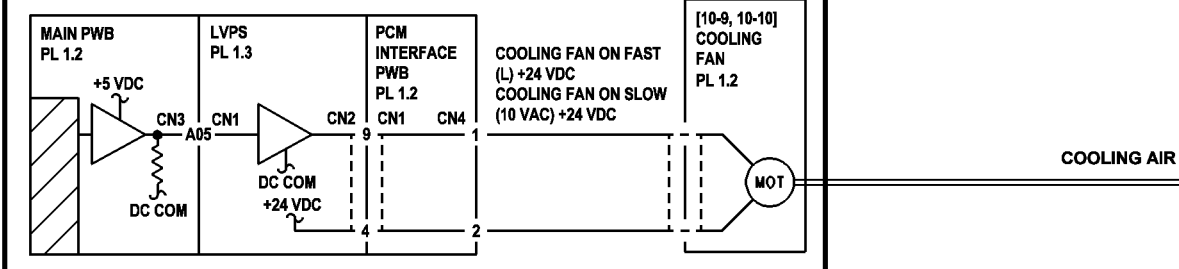 MAIN PWB
PL 1.2
+5 VDC
CN3
A05
DC COM
LVPS
PL 1.3
CN1
CN2
DC COM
+24 VDC
9
4
PCM
INTERFACE
PWB
PL 1.2
CN1
CN4
1
2
COOLING FAN ON FAST
(L) +24 VDC
COOLING FAN ON SLOW
(10 VAC) +24 VDC
[10-9, 10-10]
COOLING
FAN
PL 1.2
MOT
COOLING AIR